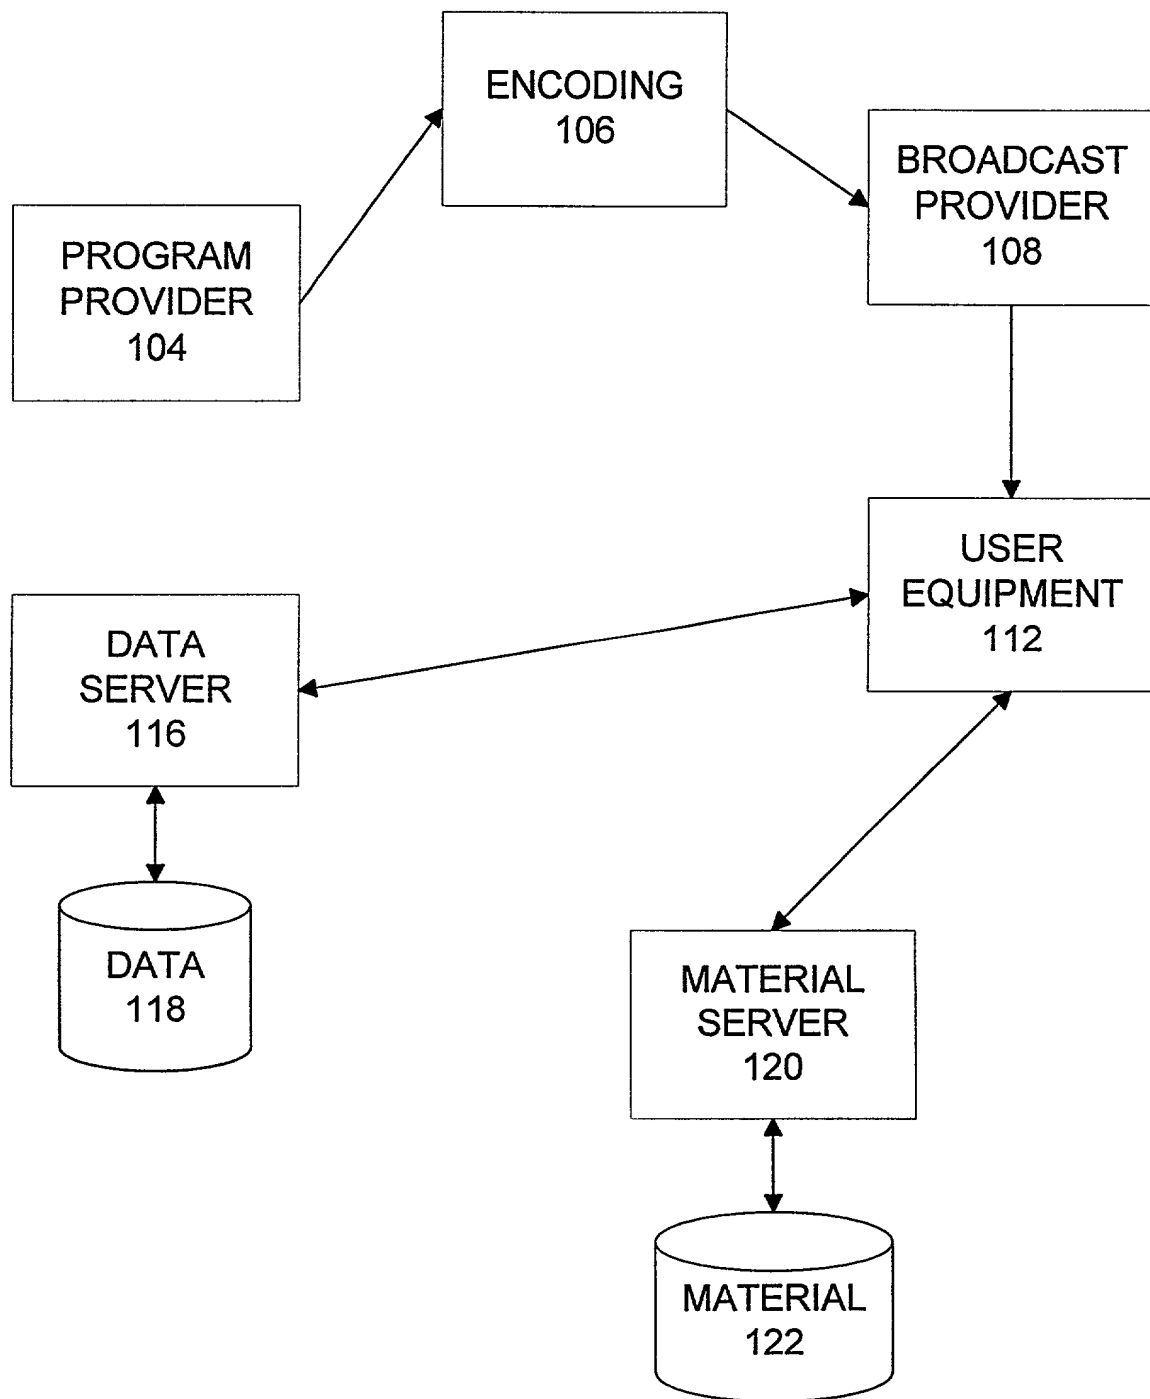 ENCODING
106
BROADCAST
PROVIDER
108
PROGRAM
PROVIDER
104
USER
EQUIPMENT
112
DATA
SERVER
116
DATA
118
MATERIAL
SERVER
120
MATERIAL
122